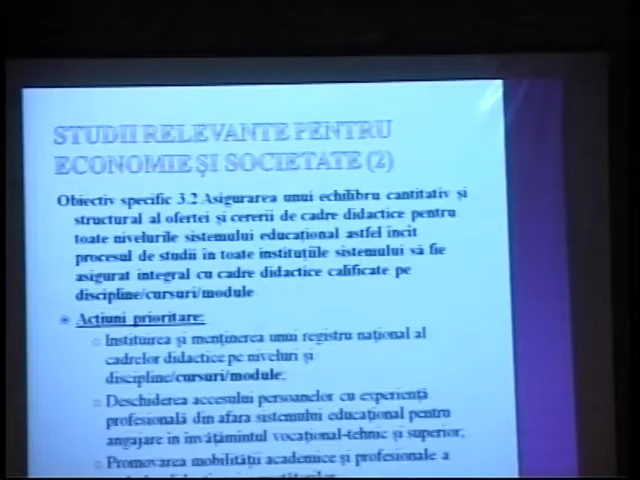 STUDII RELEVANTE PENTRU
ECONOMIE ŞI SOCIETATE (2)
Obiectiv specific 3.2 Asigurarea unui echilibru cantitativ şi
structural al ofertei şi cererii de cadre didactice pentru
toate nivelurile sistemului educaţional astfel încît
procesul de studii în toate instituţiile sistemului să fie
asigurat integral cu cadre didactice calificate pe
discipline/cursuri/module
Acţiuni prioritare:
Instituirea şi menţinerea unui registru naţional al
cadrelor didactice pe niveluri şi
discipline/cursuri/module;
Deschiderea accesului persoanelor cu experienţă
profesională din afara sistemului educaţional pentru
angajare în învăţămîntul vocaţional-tehnic şi superior;
Promovarea mobilităţii academice şi profesionale a